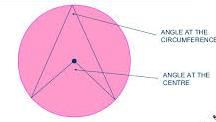 ANGLE AT THE
CIRCUMFERENCE
ANGLE AT THE
CENTRE